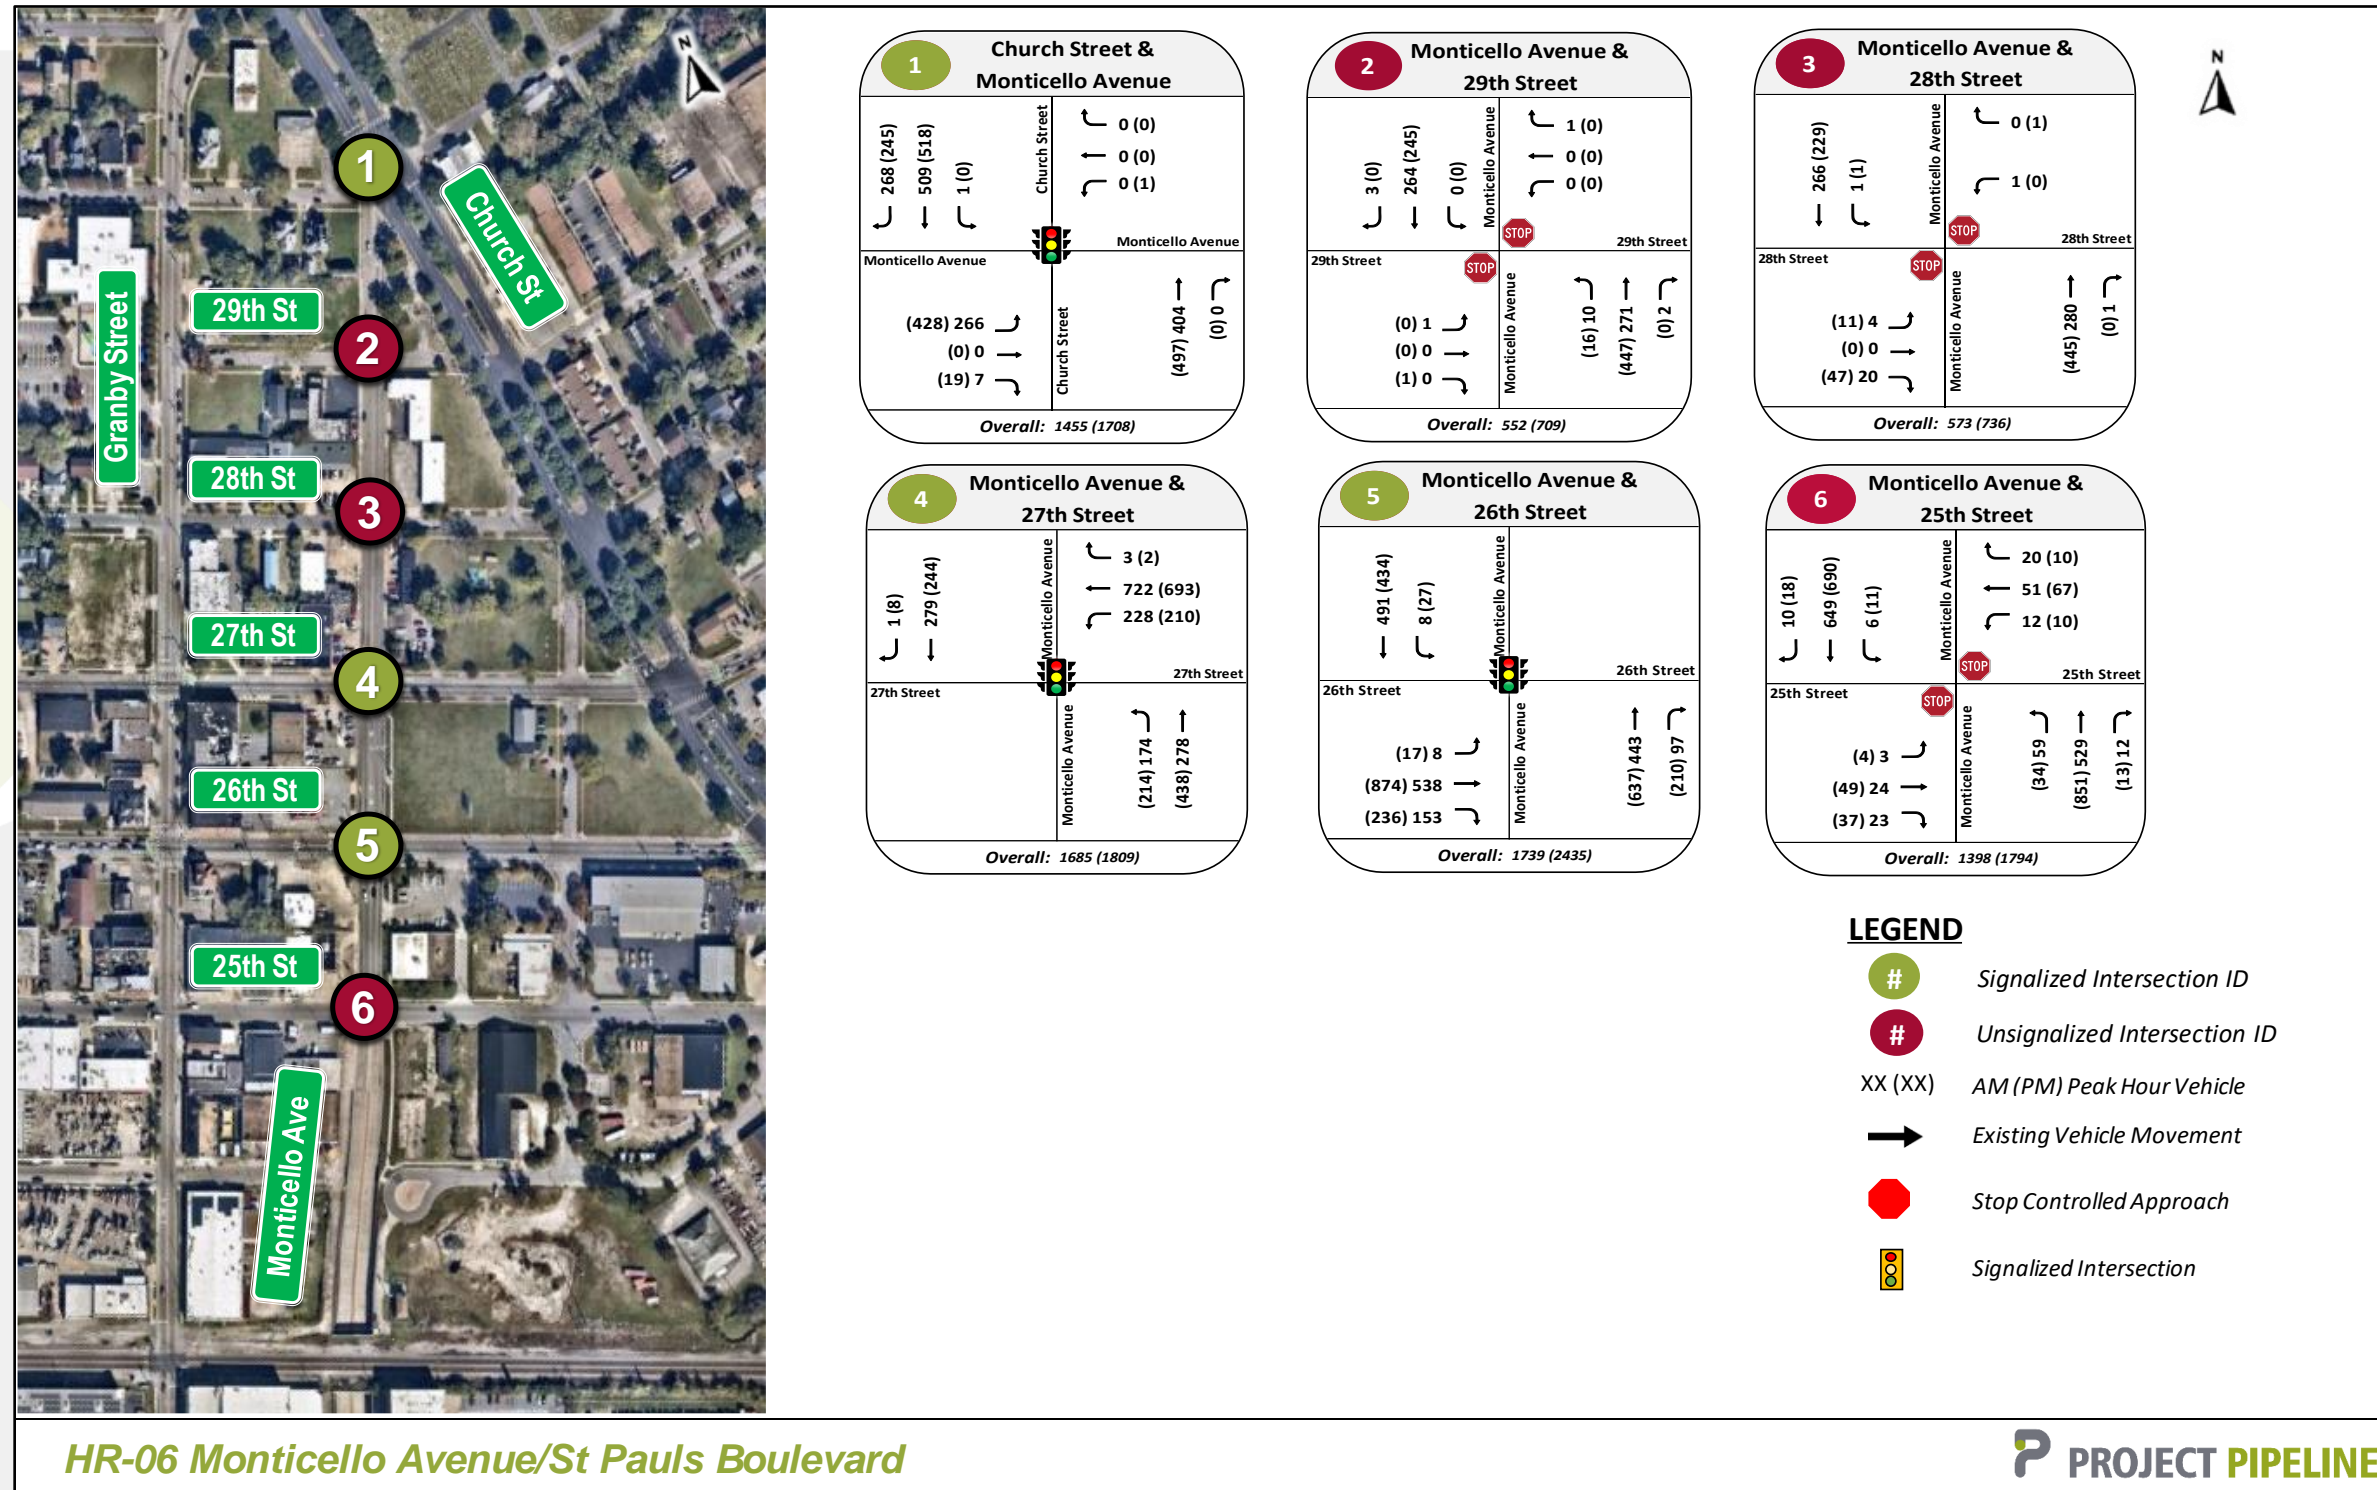 N
1
Church St
Granby Street
29th St
2
28th St
3
27th St
4
26th St
5
25th St
6
Monticello Ave
1
Church Street &
Monticello Avenue
268 (245)
509 (518)
1 (0)
Church Street
0 (0)
0 (0)
0 (1)
Monticello Avenue
Monticello Avenue
(428) 266
(0) 0
(19) 7
Church Street
(497) 404
(0) 0
Overall: 1455 (1708)
2
Monticello Avenue &
29th Street
3 (0)
264 (245)
0 (0)
Monticello Avenue
1 (0)
0 (0)
0 (0)
STOP
29th Street
29th Street
STOP
(0) 1
(0) 0
(1) 0
Monticello Avenue
(16) 10
(447) 271
(0) 2
Overall: 552 (709)
3
Monticello Avenue &
28th Street
266 (229)
1 (1)
Monticello Avenue
0 (1)
1 (0)
STOP
28th Street
28th Street
STOP
(11) 4
(0) 0
(47) 20
Monticello Avenue
(445) 280
(0) 1
Overall: 573 (736)
N
4
Monticello Avenue &
27th Street
1 (8)
279 (244)
Monticello Avenue
3 (2)
722 (693)
228 (210)
27th Street
27th Street
Monticello Avenue
(214) 174
(438) 278
Overall: 1685 (1809)
5
Monticello Avenue &
26th Street
491 (434)
8 (27)
Monticello Avenue
26th Street
26th Street
(17) 8
(874) 538
(236) 153
Monticello Avenue
(637) 443
(210) 97
Overall: 1739 (2435)
6
Monticello Avenue &
25th Street
10 (18)
649 (690)
6 (11)
Monticello Avenue
20 (10)
51 (67)
12 (10)
STOP
25th Street
25th Street
STOP
(4) 3
(49) 24
(37) 23
Monticello Avenue
(34) 59
(851) 529
(13) 12
Overall: 1398 (1794)
LEGEND
# Signalized Intersection ID
# Unsignalized Intersection ID
XX (XX) AM (PM) Peak Hour Vehicle
Existing Vehicle Movement
Stop Controlled Approach
Signalized Intersection
HR-06 Monticello Avenue/St Pauls Boulevard
PROJECT PIPELINE